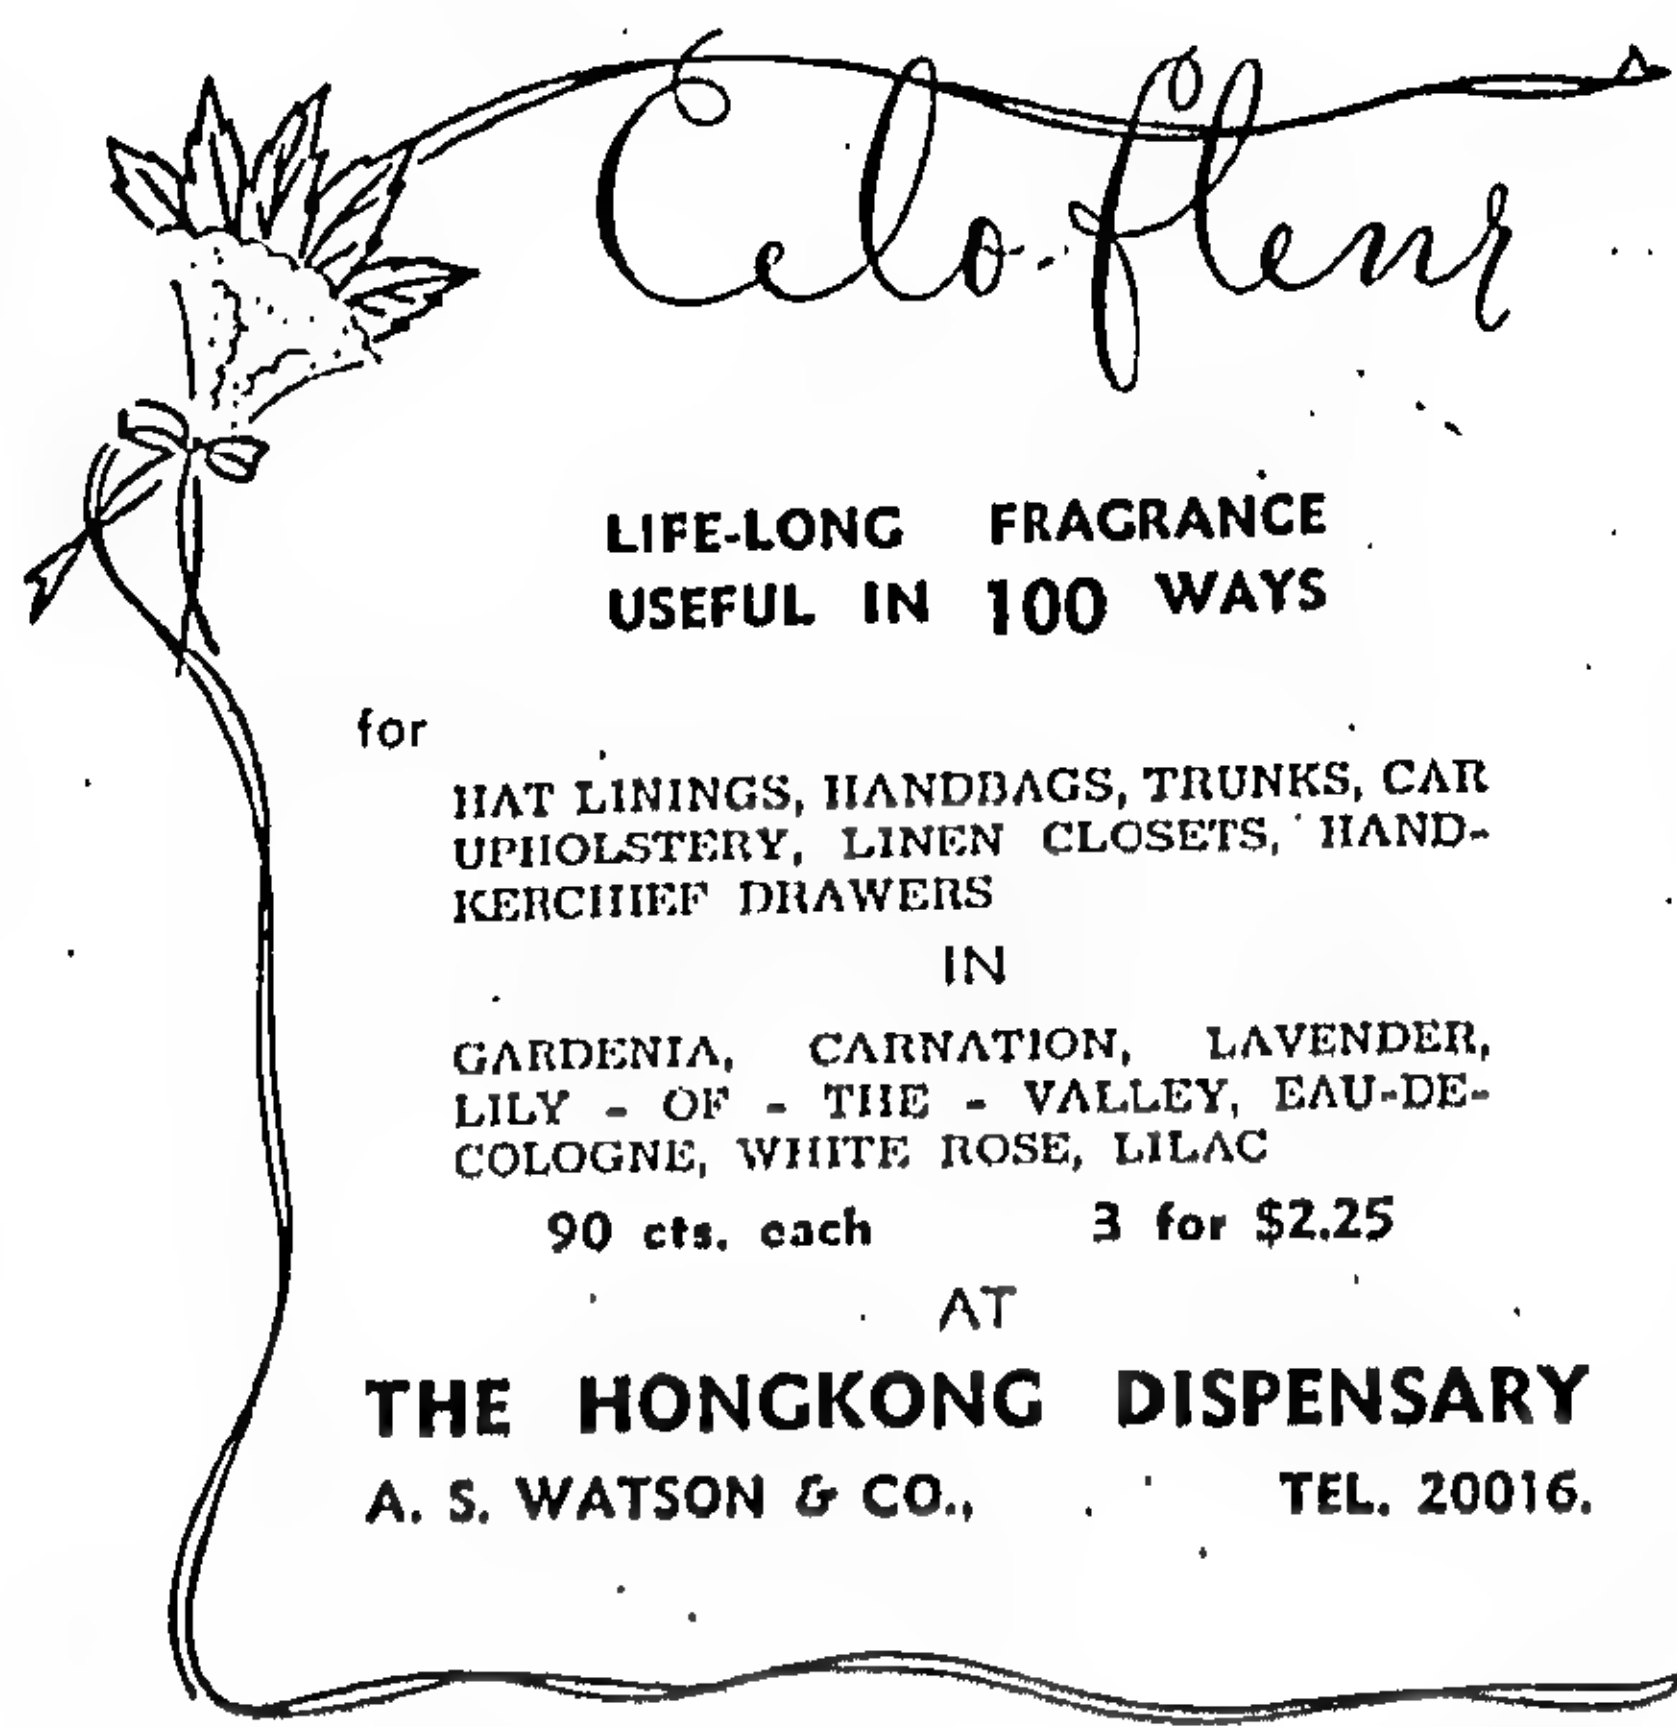 Celo-fleur
LIFE-LONG FRAGRANCE
USEFUL IN 100 WAYS
for
HAT LININGS, HANDBAGS, TRUNKS, CAR
UPHOLSTERY, LINEN CLOSETS, HAND-
KERCHIEF DRAWERS
IN
GARDENIA, CARNATION, LAVENDER,
LILY - OF - THE - VALLEY, EAU-DE-
COLOGNE, WHITE ROSE, LILAC
90 cts. each 3 for $2.25
AT
THE HONGKONG DISPENSARY
A. S. WATSON & CO., TEL. 20016.